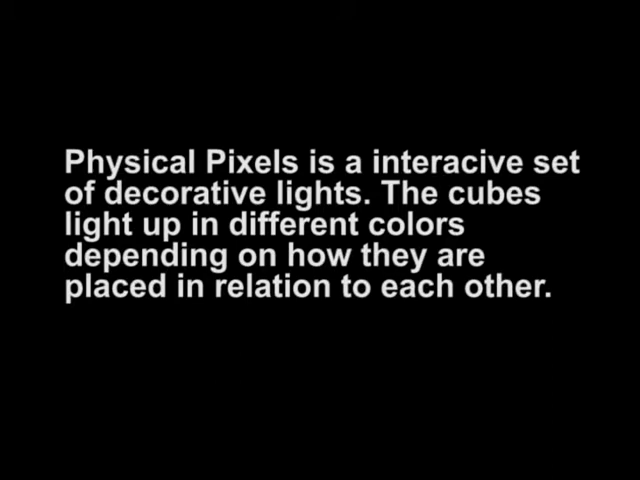 Physical Pixels is a interacive set
of decorative lights. The cubes
light up in different colors
depending on how they are
placed in relation to each other.